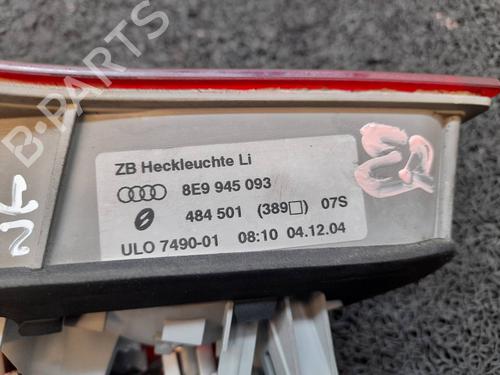 B-PARTS
ZB Heckleuchte Li
8E9 945 093
484 501 (389□) 07S
ULO 7490-01 08:10 04.12.04